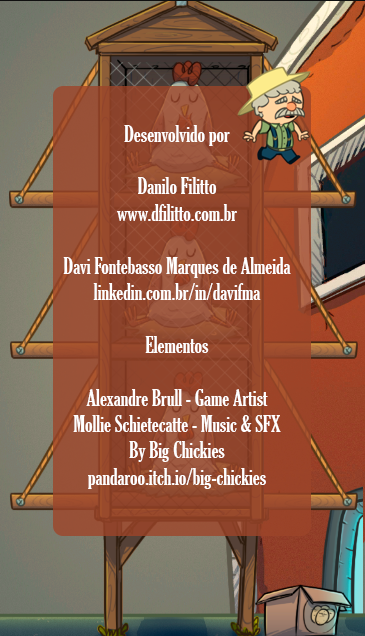 Desenvolvido por
Danilo Filitto
www.dfilitto.com.br
Davi Fontebasso Marques de Almeida
linkedin.com.br/in/davifma
Elementos
Alexandre Brull - Game Artist
Mollie Schietecatte - Music & SFX
By Big Chickies
pandaroo.itch.io/big-chickies